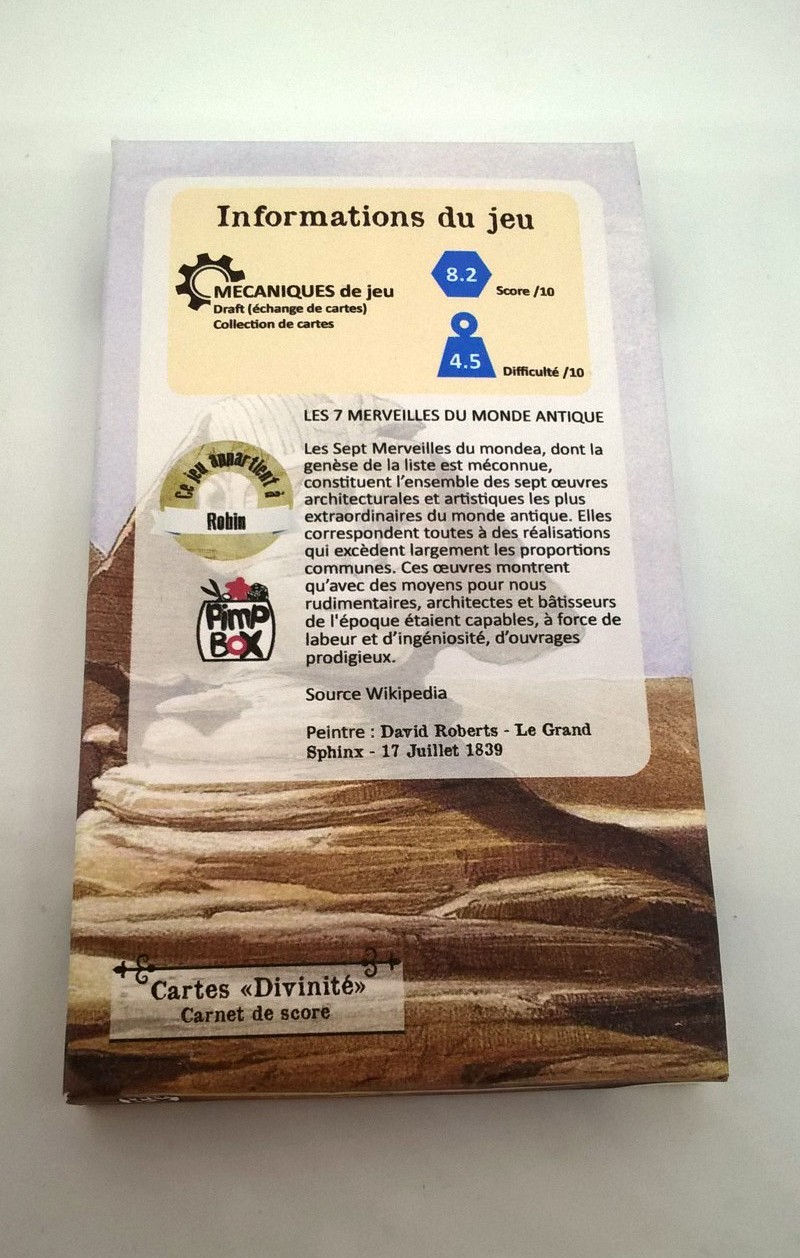 Informations du jeu
MECANIQUES de jeu
Draft (échange de cartes)
Collection de cartes
8.2
Score /10
4.5
Difficulté /10
LES 7 MERVEILLES DU MONDE ANTIQUE
Les Sept Merveilles du mondea, dont la
genèse de la liste est méconnue,
constituent l'ensemble des sept œuvres
architecturales et artistiques les plus
extraordinaires du monde antique. Elles
correspondent toutes à des réalisations
qui excèdent largement les proportions
communes. Ces œuvres montrent
qu'avec des moyens pour nous
rudimentaires, architectes et bâtisseurs
de l'époque étaient capables, à force de
labeur et d'ingéniosité, d'ouvrages
prodigieux.
Source Wikipedia
Peintre : David Roberts - Le Grand
Sphinx - 17 Juillet 1839
Ce jeu appartient à
Robin
Pimp
BOX
Cartes «Divinité»
Carnet de score